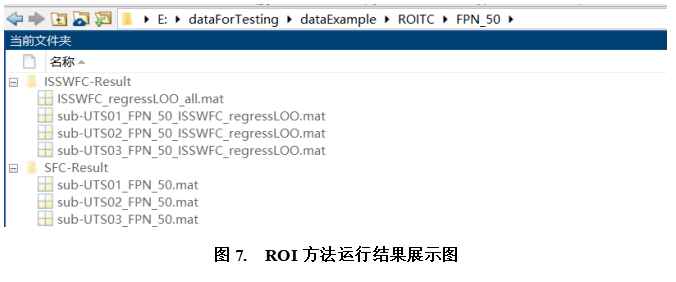 E: dataForTesting dataExample ROITC FPN_50
当前文件夹
名称
ISSWFC-Result
ISSWFC_regressLOO_all.mat
sub-UTS01_FPN_50_ISSWFC_regressLOO.mat
sub-UTS02_FPN_50_ISSWFC_regressLOO.mat
sub-UTS03_FPN_50_ISSWFC_regressLOO.mat
SFC-Result
sub-UTS01_FPN_50.mat
sub-UTS02_FPN_50.mat
sub-UTS03_FPN_50.mat
图 7. ROI 方法运行结果展示图